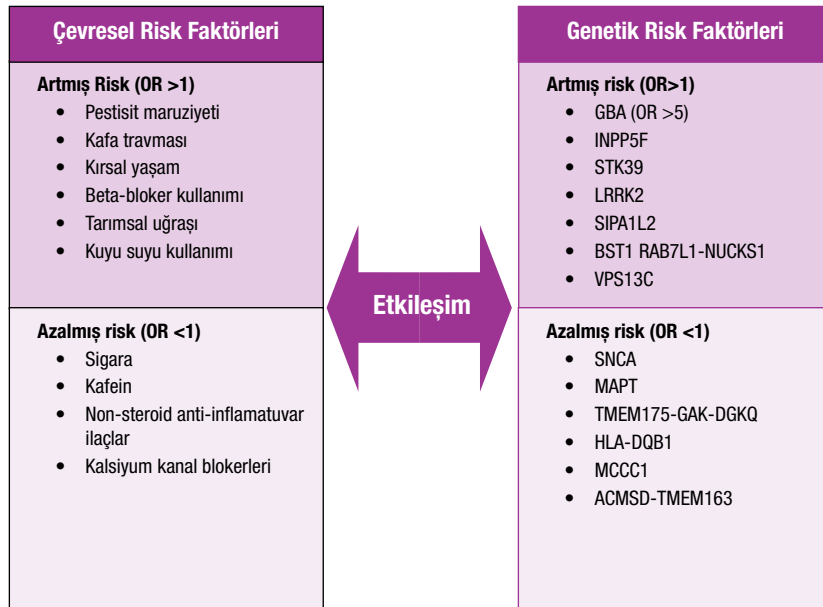 Çevresel Risk Faktörleri
Artmış Risk (OR >1)
• Pestisit maruziyeti
• Kafa travması
• Kırsal yaşam
• Beta-bloker kullanımı
• Tarımsal uğraşı
• Kuyu suyu kullanımı
Azalmış risk (OR <1)
• Sigara
• Kafein
• Non-steroid anti-inflamatuvar
ilaçlar
• Kalsiyum kanal blokerleri
Etkileşim
Genetik Risk Faktörleri
Artmış risk (OR>1)
• GBA (OR >5)
• INPP5F
• STK39
• LRRK2
• SIPA1L2
• BST1 RAB7L1-NUCKS1
• VPS13C
Azalmış risk (OR <1)
• SNCA
• MAPT
• TMEM175-GAK-DGKQ
• HLA-DQB1
• MCCC1
• ACMSD-TMEM163